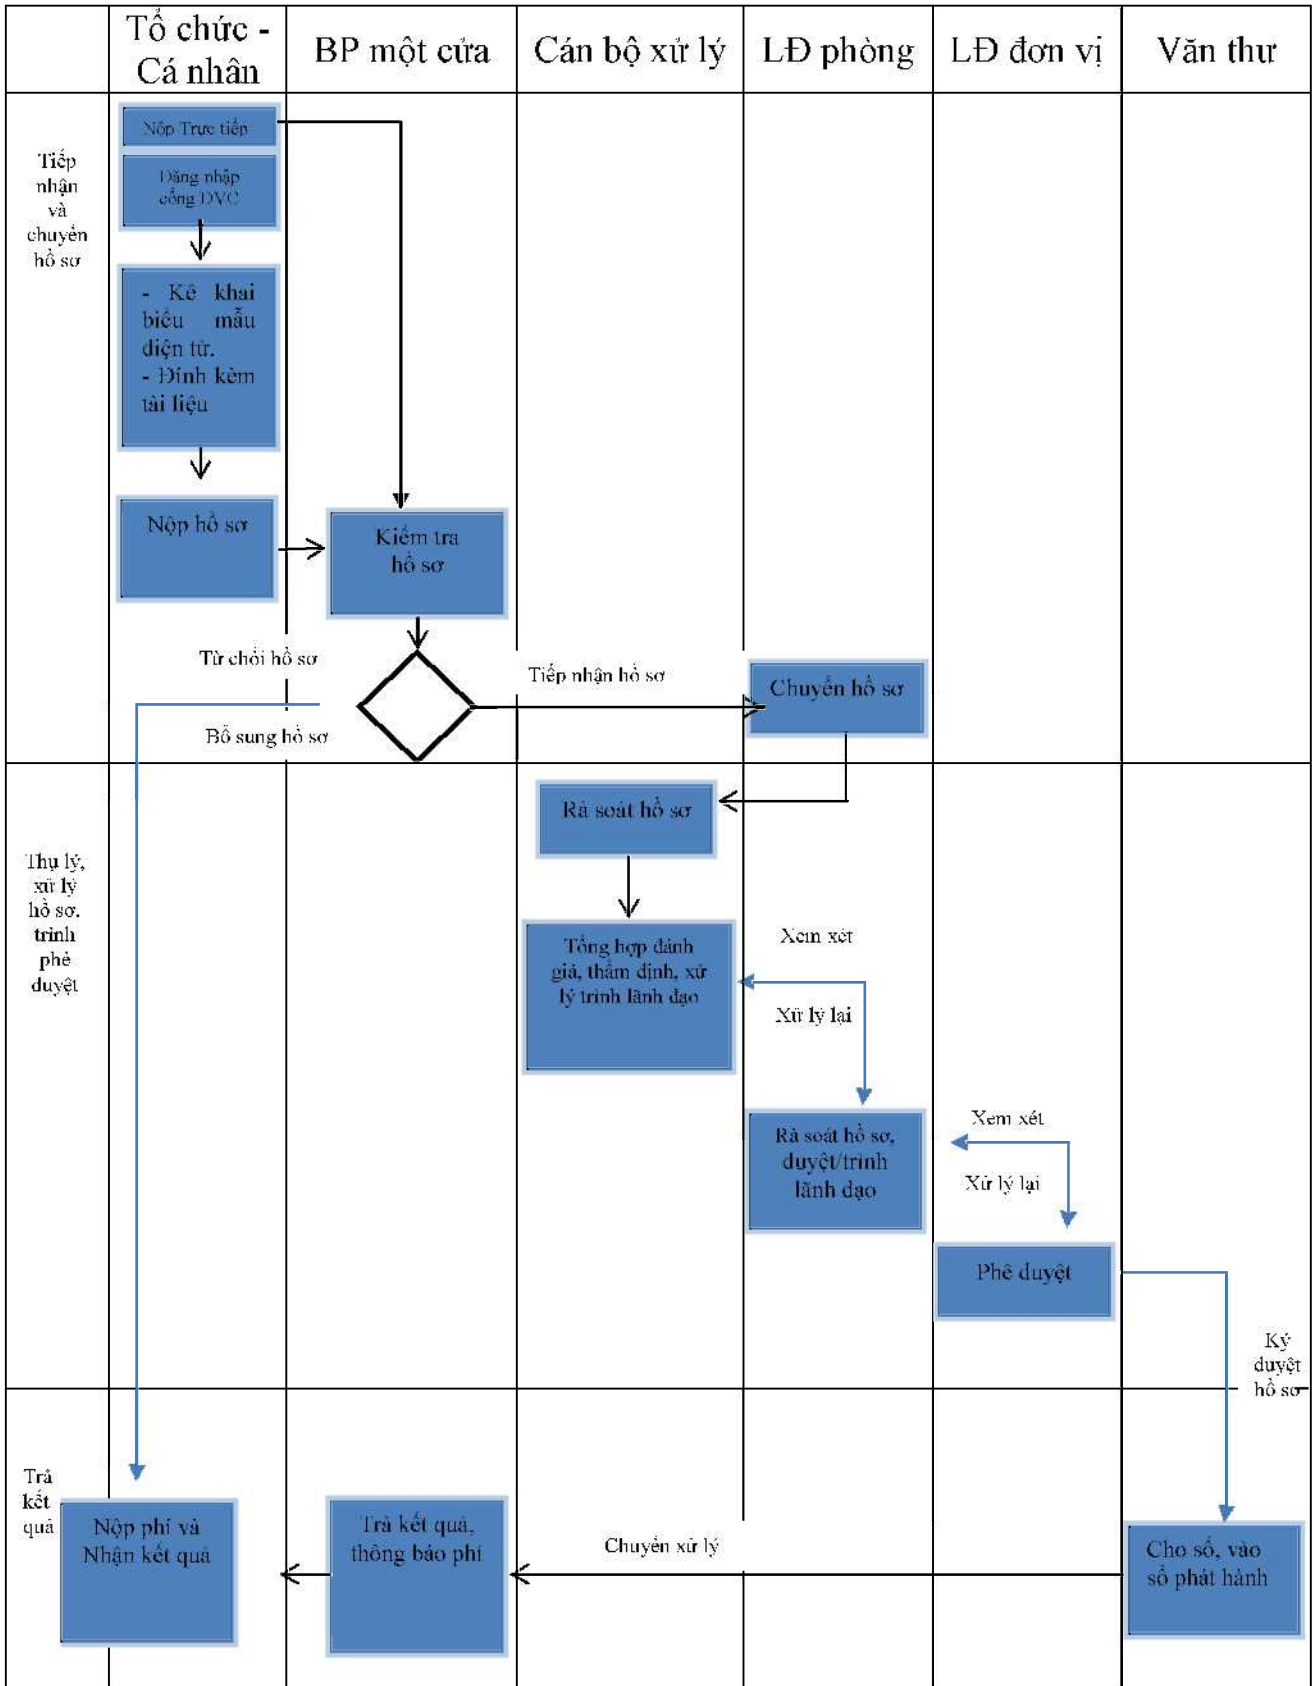 Tổ chức -
Cá nhân
BP một cửa
Cán bộ xử lý
LĐ phòng
LĐ đơn vị
Văn thư
Tiếp
nhận
và
chuyển
hồ sơ
Nộp Trực tiếp
Đăng nhập
cổng DVC
- Kê khai
biểu mẫu
điện tử.
- Đính kèm
tài liệu
Nộp hồ sơ
Kiểm tra
hồ sơ
Từ chối hồ sơ
Bổ sung hồ sơ
Tiếp nhận hồ sơ
Chuyển hồ sơ
Thụ lý,
xử lý
hồ sơ.
trình
phê
duyệt
Rà soát hồ sơ
Tổng hợp đánh
giá, thẩm định, xử
lý trình lãnh đạo
Xem xét
Xử lý lại
Rà soát hồ sơ,
duyệt/trình
lãnh đạo
Xem xét
Xử lý lại
Phê duyệt
Ký
duyệt
hồ sơ
Trả
kết
quả
Nộp phí và
Nhận kết quả
Trả kết quả,
thông báo phí
Chuyển xử lý
Cho số, vào
sổ phát hành